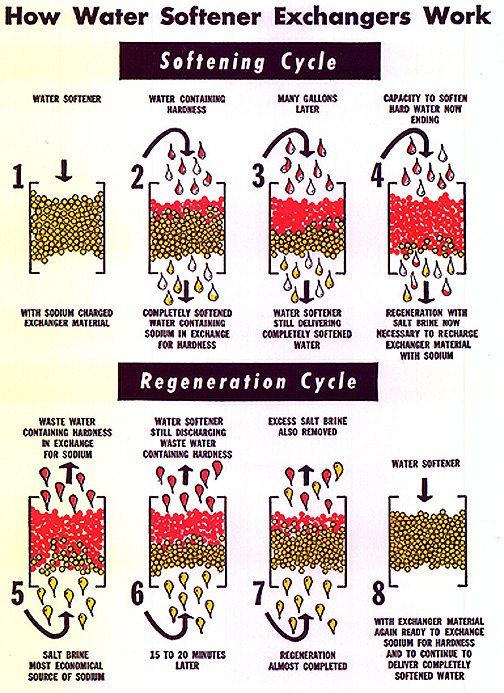 How Water Softener Exchangers Work
Softening Cycle
WATER SOFTENER
1
WITH SODIUM CHARGED
EXCHANGER MATERIAL
WATER CONTAINING
HARDNESS
2
COMPLETELY SOFTENED
WATER CONTAINING
SODIUM IN EXCHANGE
FOR HARDNESS
MANY GALLONS
LATER
3
WATER SOFTENER
STILL DELIVERING
COMPLETELY SOFTENED
WATER
CAPACITY TO SOFTEN
HARD WATER NOW
ENDING
4
REGENERATION WITH
SALT BRINE NOW
NECESSARY TO RECHARGE
EXCHANGER MATERIAL
WITH SODIUM
Regeneration Cycle
WASTE WATER
CONTAINING HARDNESS
IN EXCHANGE
FOR SODIUM
5
SALT BRINE
MOST ECONOMICAL
SOURCE OF SODIUM
WATER SOFTENER
STILL DISCHARGING
WASTE WATER
CONTAINING HARDNESS
6
15 TO 20 MINUTES
LATER
EXCESS SALT BRINE
ALSO REMOVED
7
REGENERATION
ALMOST COMPLETED
WATER SOFTENER
8
WITH EXCHANGER MATERIAL
AGAIN READY TO EXCHANGE
SODIUM FOR HARDNESS
AND TO CONTINUE TO
DELIVER COMPLETELY
SOFTENED WATER